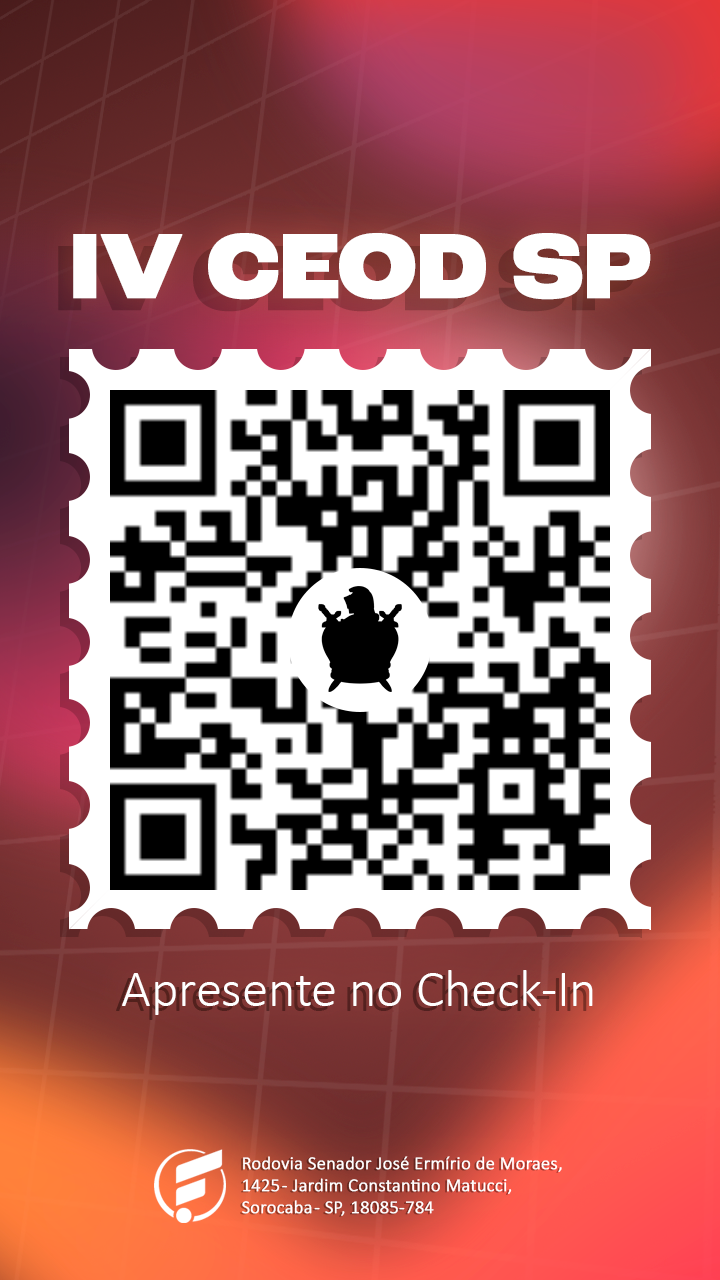 IV CEOD SP
Apresente no Check-In
Rodovia Senador José Ermírio de Moraes,
1425- Jardim Constantino Matucci,
Sorocaba- SP, 18085-784